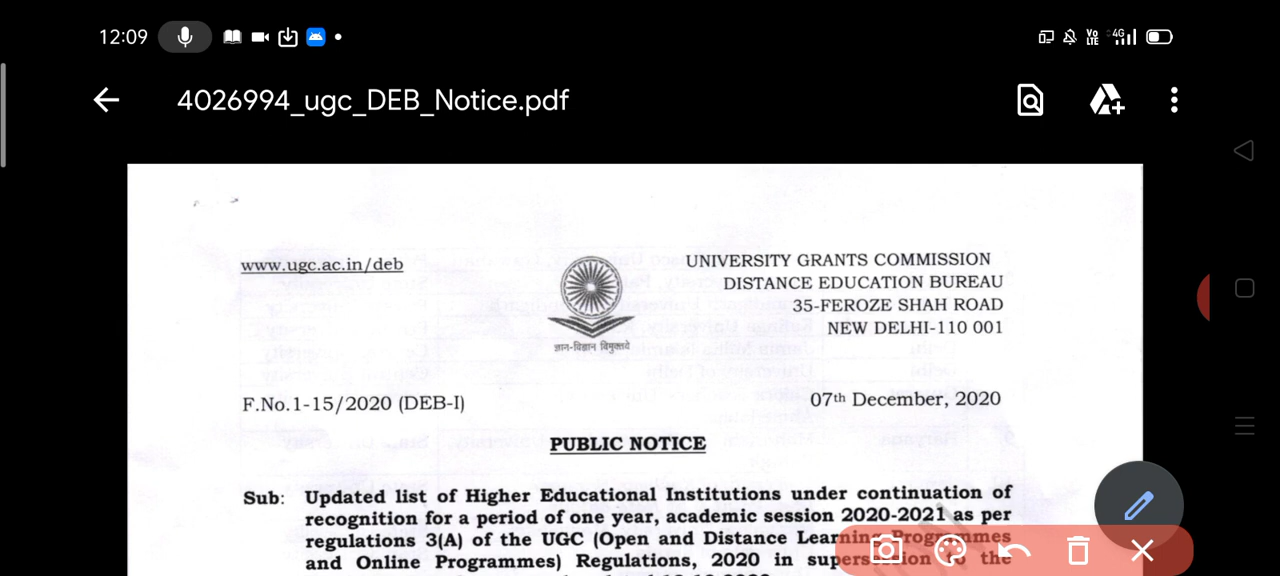 12:09
Vo LTE 4G
4026994_ugc_DEB_Notice.pdf
www.ugc.ac.in/deb
UNIVERSITY GRANTS COMMISSION
DISTANCE EDUCATION BUREAU
35-FEROZE SHAH ROAD
NEW DELHI-110 001
ज्ञान-विज्ञान विमुक्तये
F.No.1-15/2020 (DEB-I)
07th December, 2020
PUBLIC NOTICE
Sub: Updated list of Higher Educational Institutions under continuation of
recognition for a period of one year, academic session 2020-2021 as per
regulations 3(A) of the UGC (Open and Distance Learning Programmes
and Online Programmes) Regulations, 2020 in supersession to the